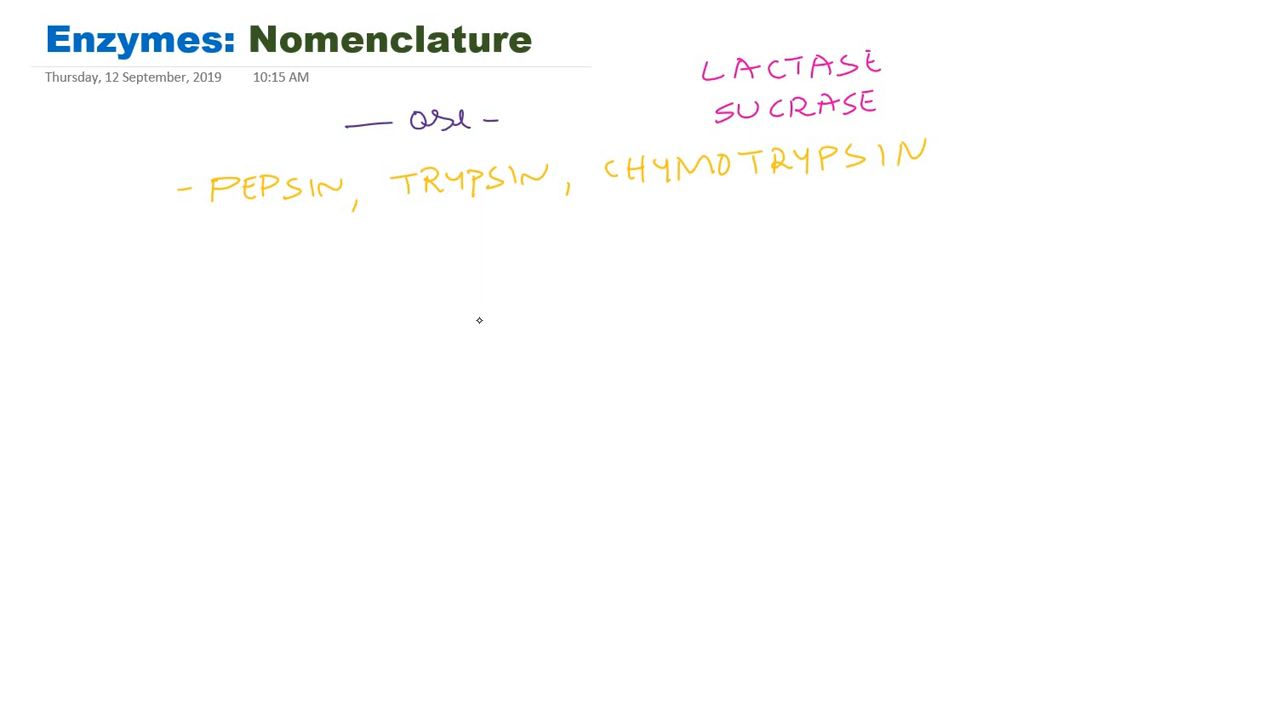 Enzymes: Nomenclature
Thursday, 12 September, 2019 10:15 AM
LACTASE
SUCRASE
— ase -
- PEPSIN, TRYPSIN, CHYMOTRYPSIN